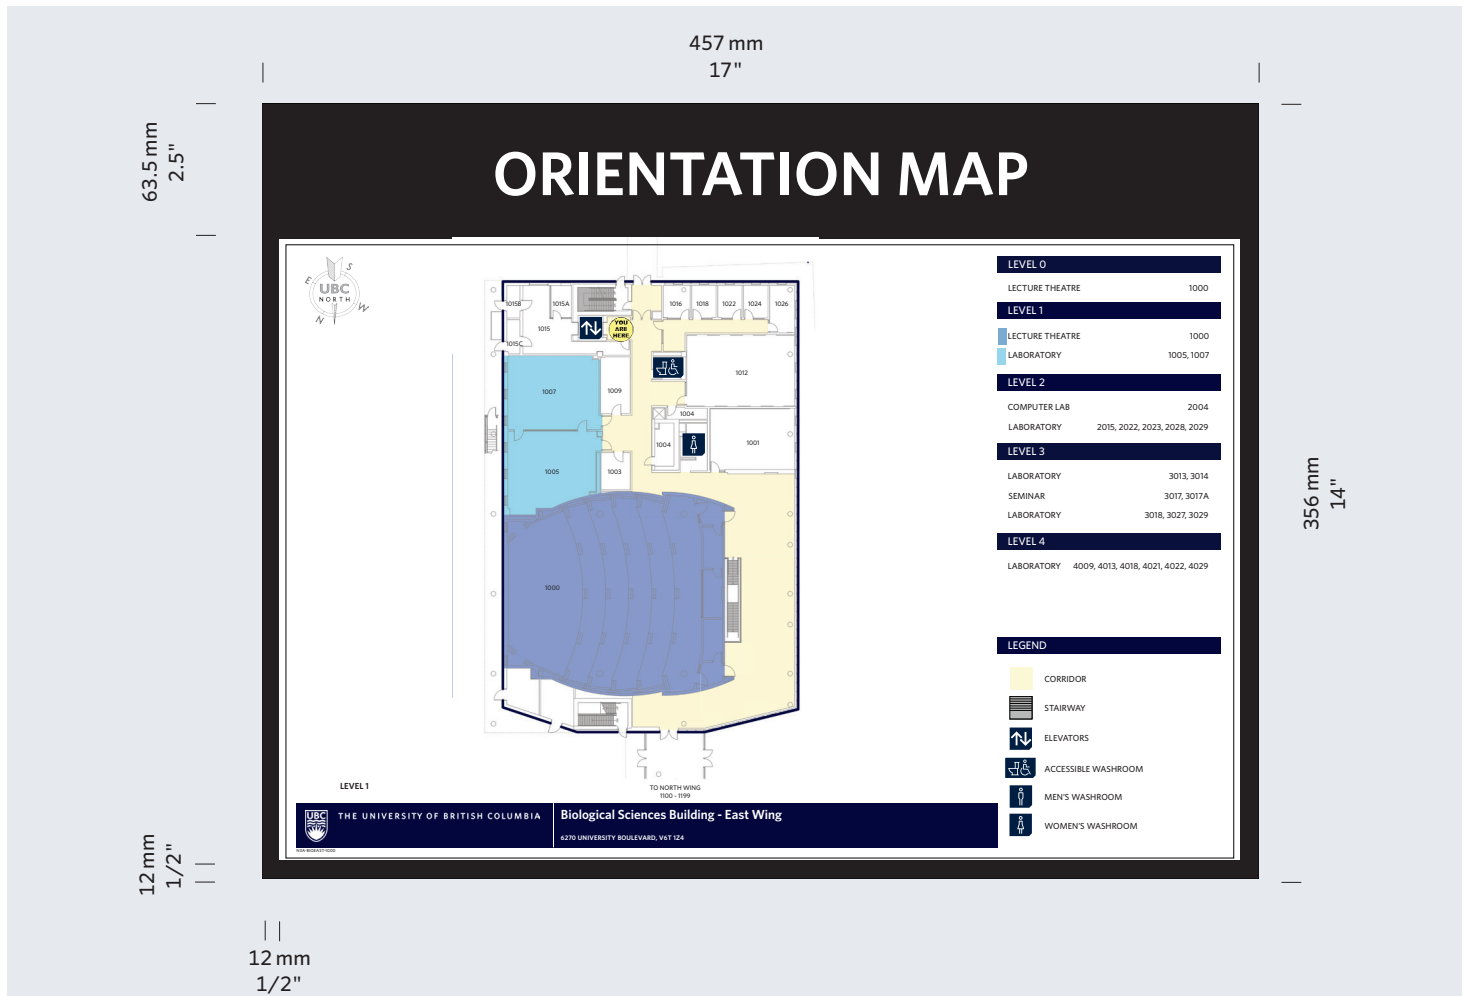 457 mm
17"
63.5 mm
2.5"
ORIENTATION MAP
S
E
UBC
NORTH
W
N
1015B
1015A
1015
1015C
YOU
ARE
HERE
1016
1018
1022
1024
1026
1012
1007
1009
1004
1004
1001
1005
1003
1000
TO NORTH WING
1100 - 1199
LEVEL 0
LECTURE THEATRE 1000
LEVEL 1
LECTURE THEATRE 1000
LABORATORY 1005, 1007
LEVEL 2
COMPUTER LAB 2004
LABORATORY 2015, 2022, 2023, 2028, 2029
LEVEL 3
LABORATORY 3013, 3014
SEMINAR 3017, 3017A
LABORATORY 3018, 3027, 3029
LEVEL 4
LABORATORY 4009, 4013, 4018, 4021, 4022, 4029
LEGEND
CORRIDOR
STAIRWAY
ELEVATORS
ACCESSIBLE WASHROOM
MEN'S WASHROOM
WOMEN'S WASHROOM
LEVEL 1
UBC
THE UNIVERSITY OF BRITISH COLUMBIA
Biological Sciences Building - East Wing
6270 UNIVERSITY BOULEVARD, V6T 1Z4
356 mm
14"
12 mm
1/2"
12 mm
1/2"